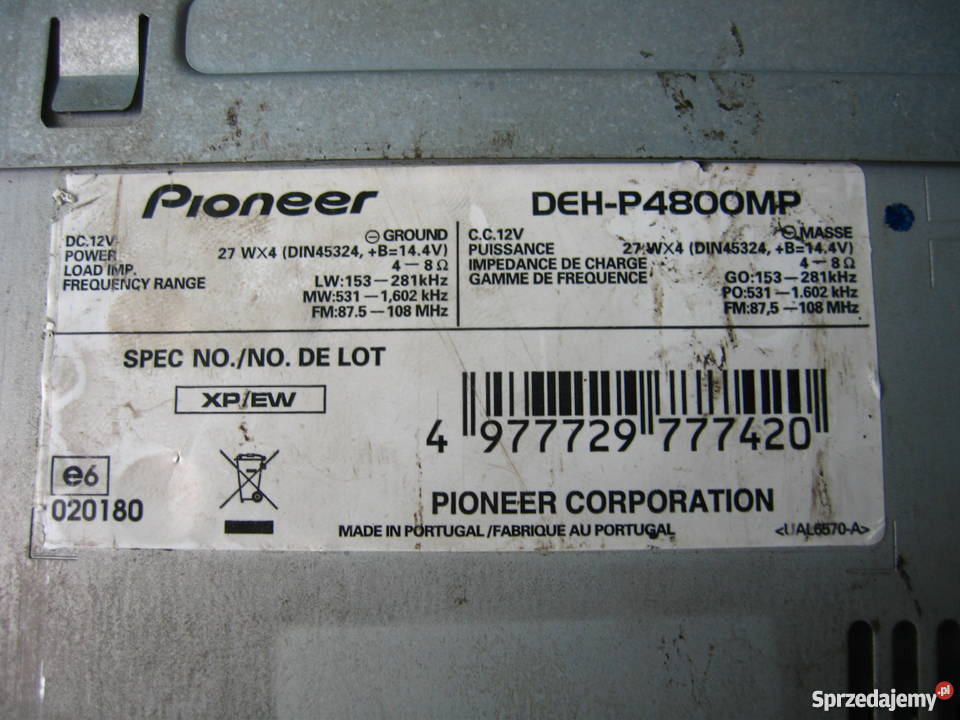 Pioneer
DEH-P4800MP
DC.12V ⊖ GROUND
POWER 27 WX4 (DIN45324, +B=14.4V)
LOAD IMP. 4 — 8 Ω
FREQUENCY RANGE LW:153 — 281kHz
MW:531 — 1,602 kHz
FM:87.5 — 108 MHz
C.C.12V ⊖ MASSE
PUISSANCE 27 WX4 (DIN45324, +B=14.4V)
IMPEDANCE DE CHARGE 4 — 8 Ω
GAMME DE FREQUENCE GO:153 — 281kHz
PO:531 — 1.602 kHz
FM:87,5 — 108 MHz
SPEC NO./NO. DE LOT
XP/EW
4 977729 777420
e6
020180
PIONEER CORPORATION
MADE IN PORTUGAL/FABRIQUE AU PORTUGAL
<UAL6570-A>
Sprzedajemy.pl